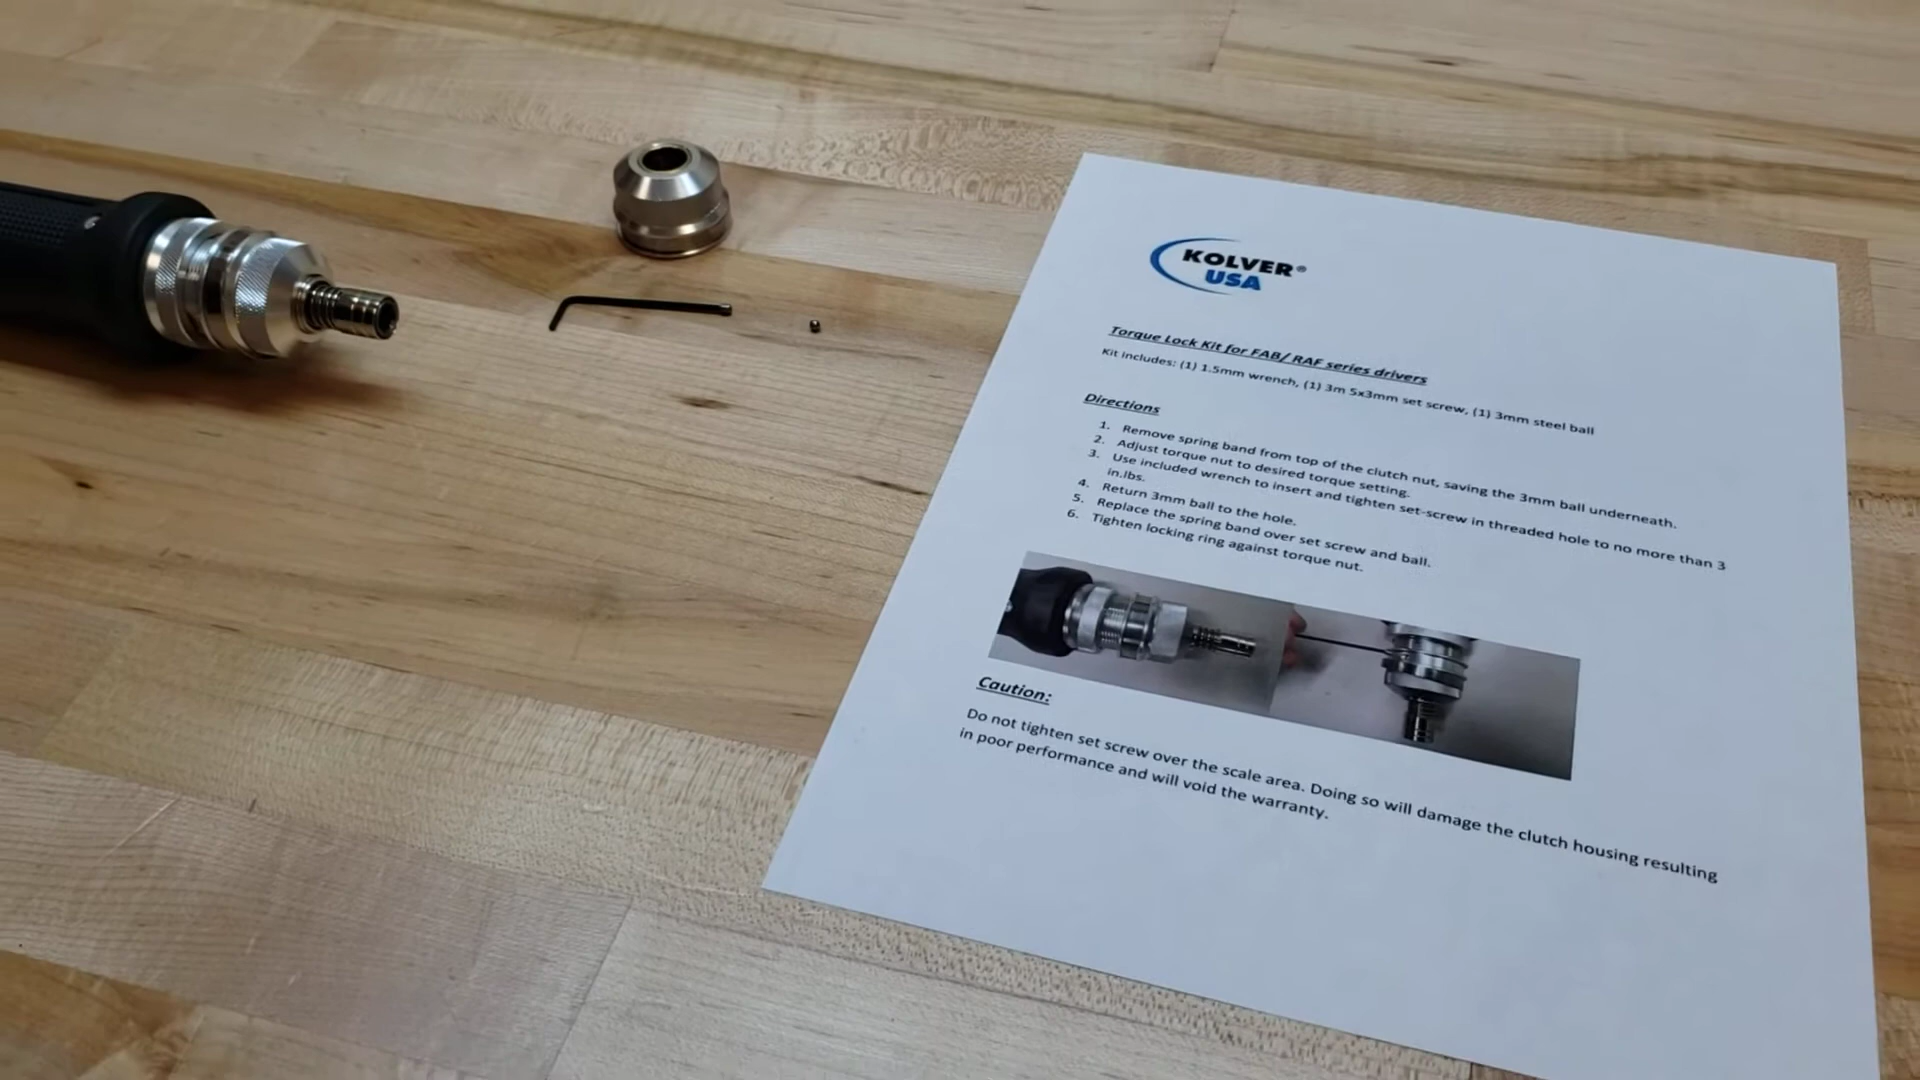 KOLVER®
USA
Torque Lock Kit for FAB/ RAF series drivers
Kit includes: (1) 1.5mm wrench, (1) 3m 5x3mm set screw, (1) 3mm steel ball
Directions
1. Remove spring band from top of the clutch nut, saving the 3mm ball underneath.
2. Adjust torque nut to desired torque setting.
3. Use included wrench to insert and tighten set-screw in threaded hole to no more than 3
in.lbs.
4. Return 3mm ball to the hole.
5. Replace the spring band over set screw and ball.
6. Tighten locking ring against torque nut.
Caution:
Do not tighten set screw over the scale area. Doing so will damage the clutch housing resulting
in poor performance and will void the warranty.